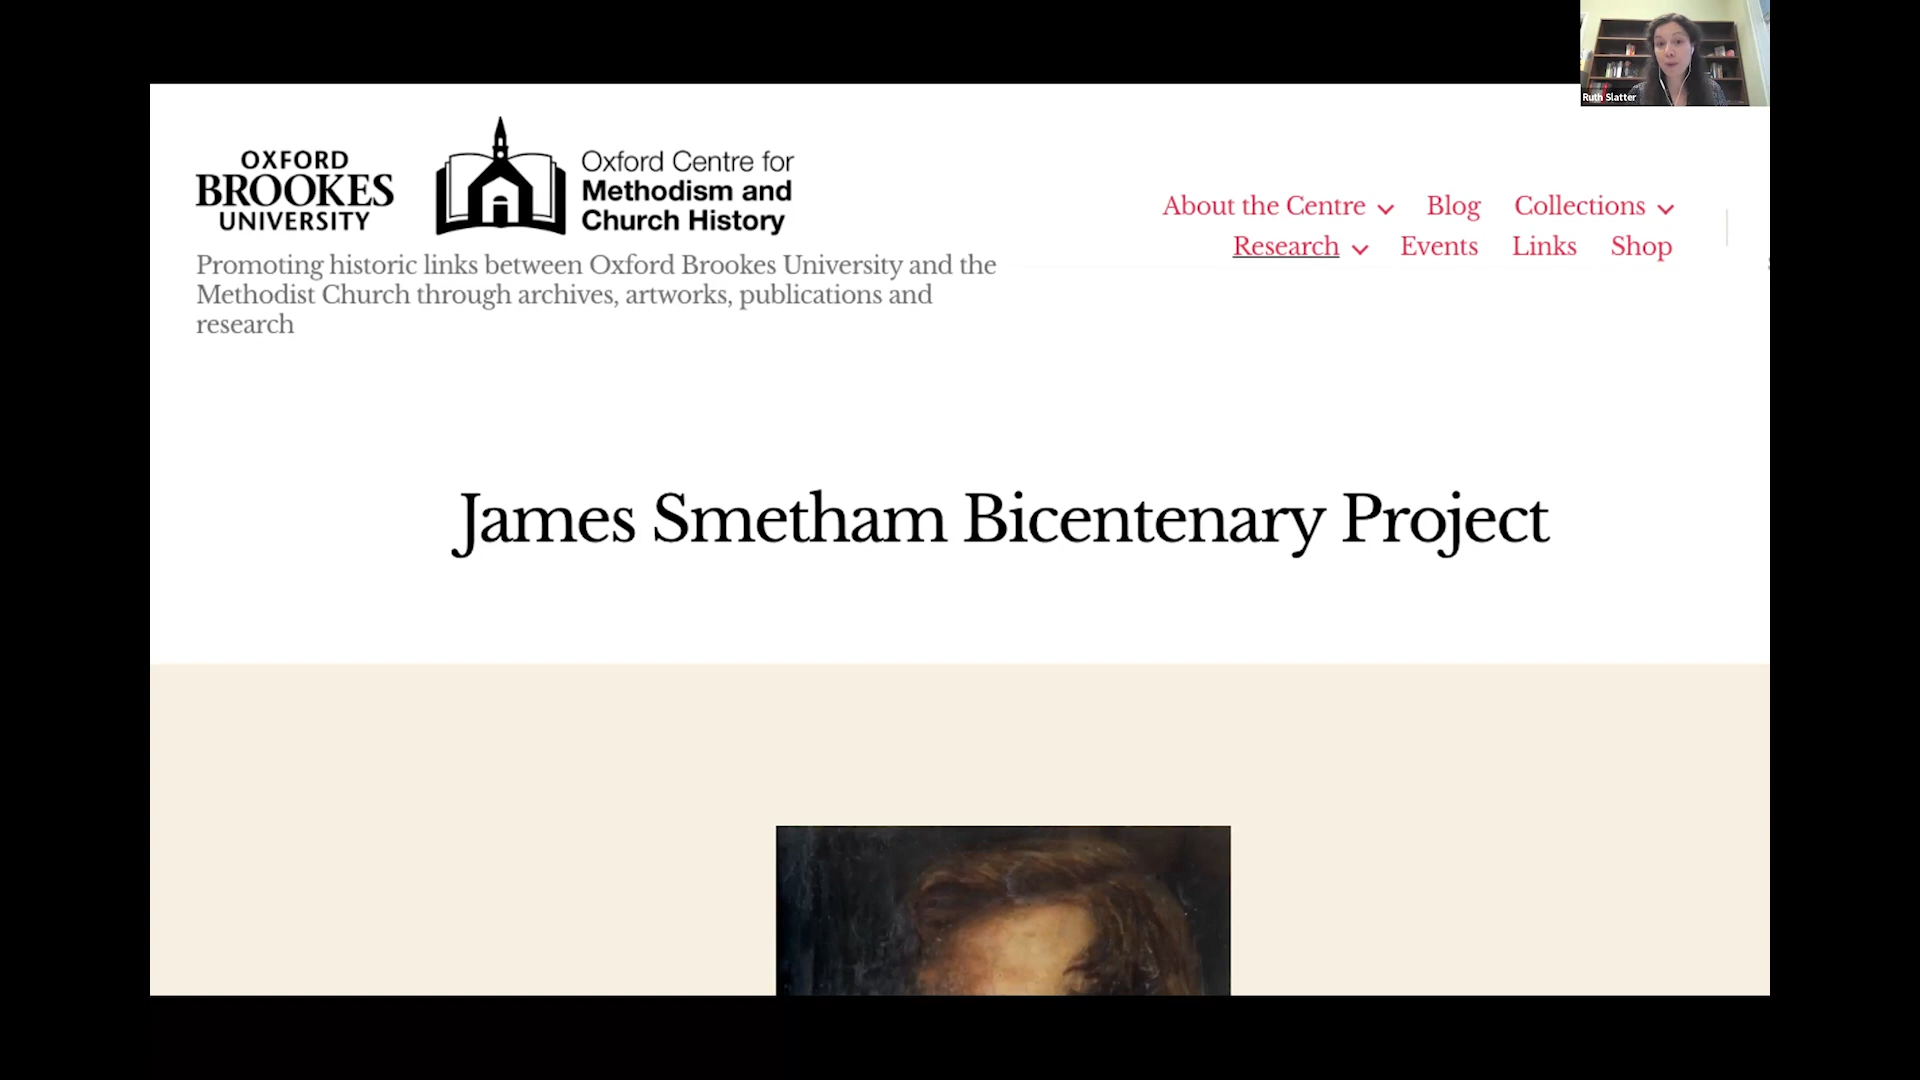 Ruth Slatter
OXFORD
BROOKES
UNIVERSITY
Oxford Centre for
Methodism and
Church History
Promoting historic links between Oxford Brookes University and the
Methodist Church through archives, artworks, publications and
research
About the Centre Blog Collections
Research Events Links Shop
James Smetham Bicentenary Project